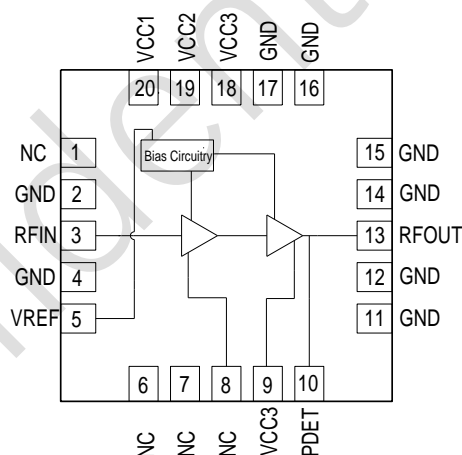 VCC1
VCC2
VCC3
GND
GND
20
19
18
17
16
NC 1
Bias Circuitry
15 GND
GND 2
14 GND
RFIN 3
13 RFOUT
GND 4
12 GND
VREF 5
11 GND
6
7
8
9
10
NC
NC
NC
VCC3
PDET